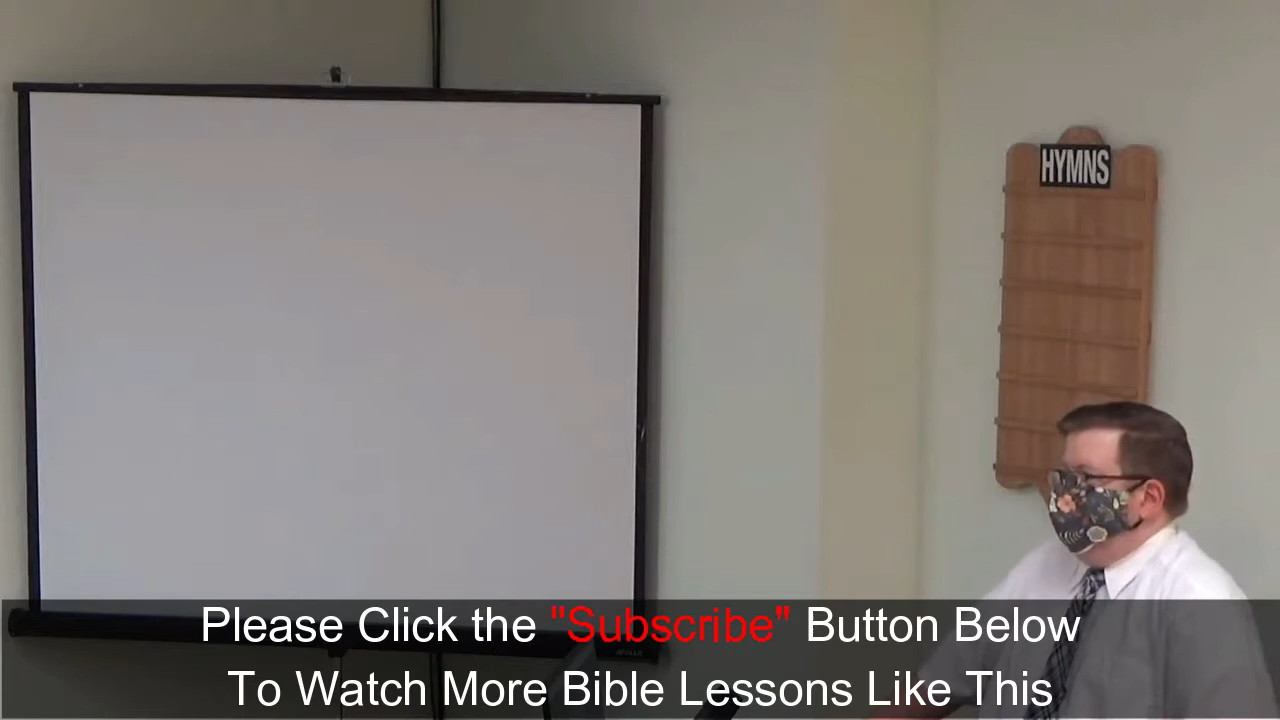 HYMNS
Please Click the "Subscribe" Button Below
To Watch More Bible Lessons Like This